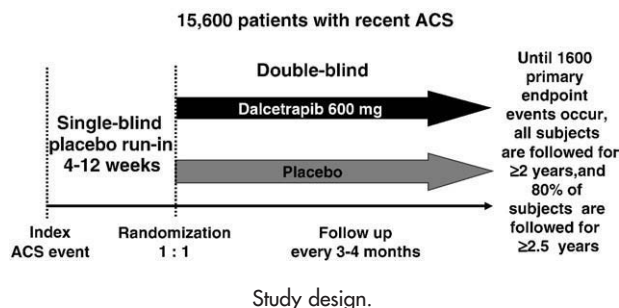 15,600 patients with recent ACS
Double-blind
Dalcetrapib 600 mg
Single-blind
placebo run-in
4-12 weeks
Placebo
Until 1600
primary
endpoint
events occur,
all subjects
are followed for
≥2 years,and
80% of
subjects are
followed for
≥2.5 years
Index
ACS event
Randomization
1 : 1
Follow up
every 3-4 months
Study design.